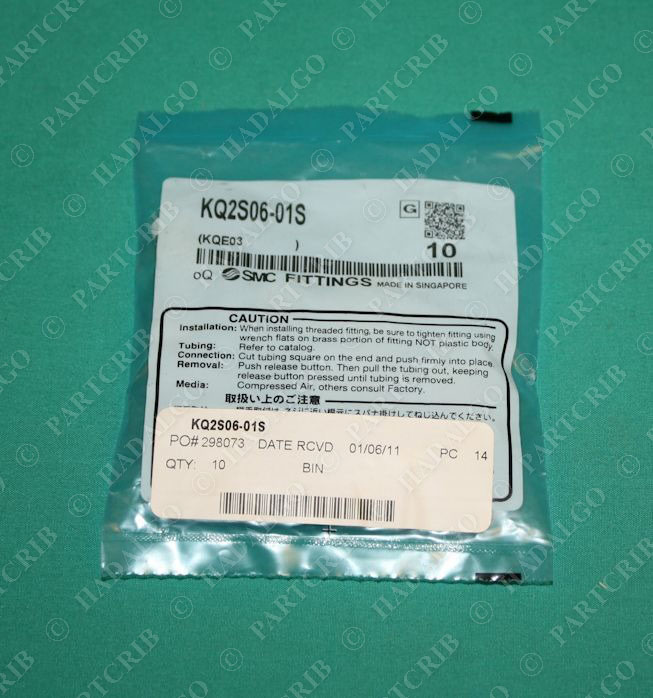 KQ2S06-01S
G
(KQE03 )
10
oQ SMC FITTINGS MADE IN SINGAPORE
CAUTION
Installation: When installing threaded fitting, be sure to tighten fitting using
wrench flats on brass portion of fitting NOT plastic body.
Tubing: Refer to catalog.
Connection: Cut tubing square on the end and push firmly into place.
Removal: Push release button. Then pull the tubing out, keeping
release button pressed until tubing is removed.
Media: Compressed Air, others consult Factory.
取扱い上のご注意
KQ2S06-01S
PO# 298073 DATE RCVD 01/06/11 PC 14
QTY: 10 BIN
© PARTCRIB
© HADALGO